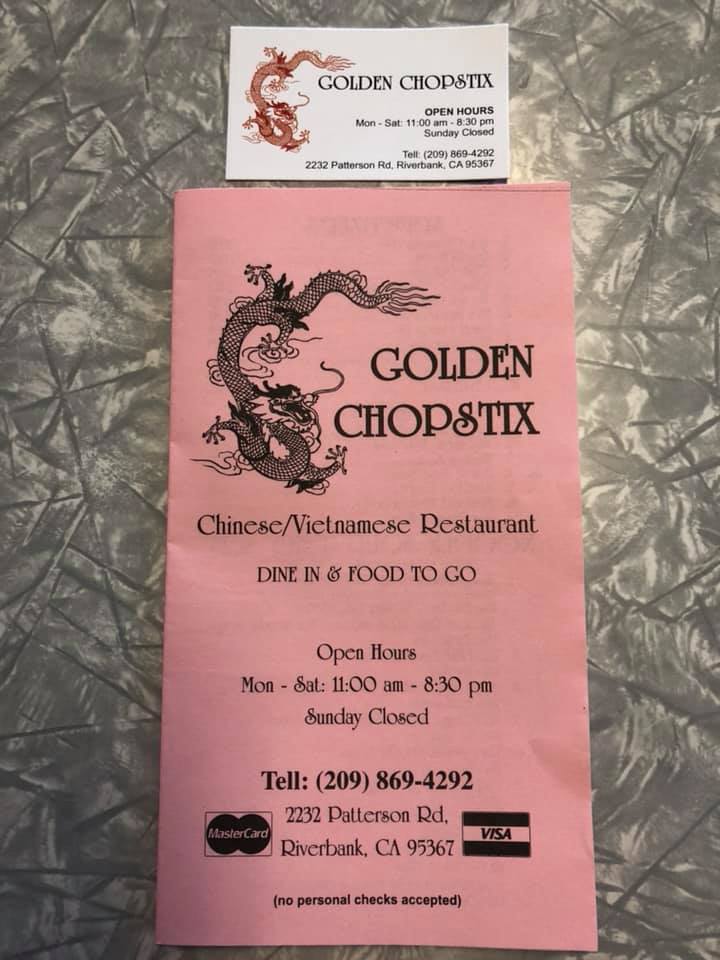 GOLDEN CHOPSTIX
OPEN HOURS
Mon - Sat: 11:00 am - 8:30 pm
Sunday Closed
Tell: (209) 869-4292
2232 Patterson Rd, Riverbank, CA 95367
GOLDEN
CHOPSTIX
Chinese/Vietnamese Restaurant
DINE IN & FOOD TO GO
Open Hours
Mon - Sat: 11:00 am - 8:30 pm
Sunday Closed
Tell: (209) 869-4292
2232 Patterson Rd,
MasterCard
Riverbank, CA 95367
VISA
(no personal checks accepted)